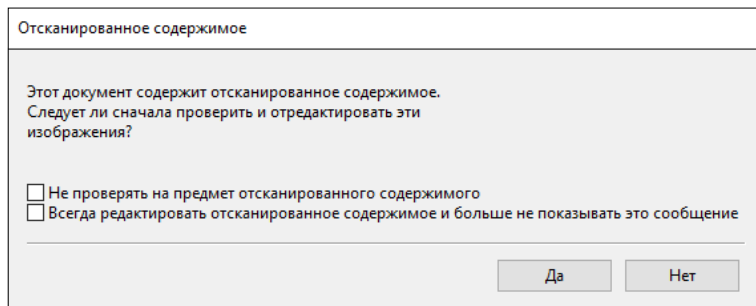 Отсканированное содержимое
Этот документ содержит отсканированное содержимое.
Следует ли сначала проверить и отредактировать эти
изображения?
Не проверять на предмет отсканированного содержимого
Всегда редактировать отсканированное содержимое и больше не показывать это сообщение
Да
Нет